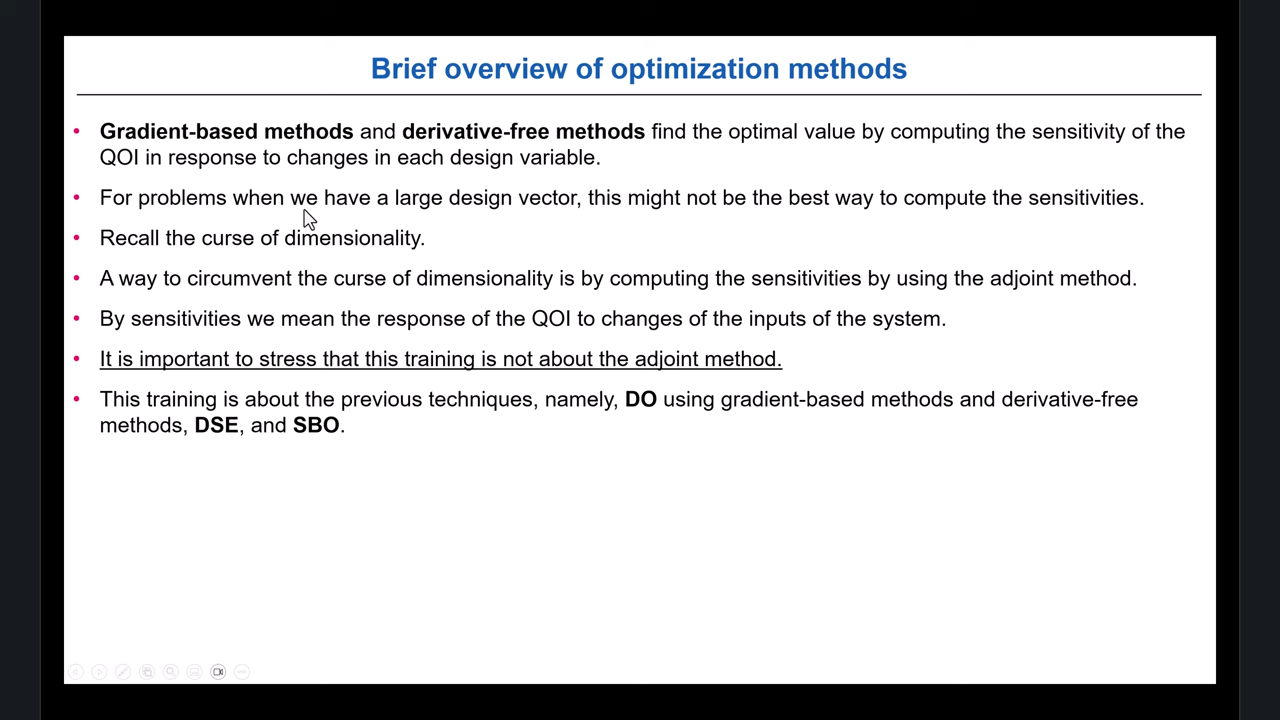 Brief overview of optimization methods
• Gradient-based methods and derivative-free methods find the optimal value by computing the sensitivity of the
QOI in response to changes in each design variable.
• For problems when we have a large design vector, this might not be the best way to compute the sensitivities.
• Recall the curse of dimensionality.
• A way to circumvent the curse of dimensionality is by computing the sensitivities by using the adjoint method.
• By sensitivities we mean the response of the QOI to changes of the inputs of the system.
• It is important to stress that this training is not about the adjoint method.
• This training is about the previous techniques, namely, DO using gradient-based methods and derivative-free
methods, DSE, and SBO.